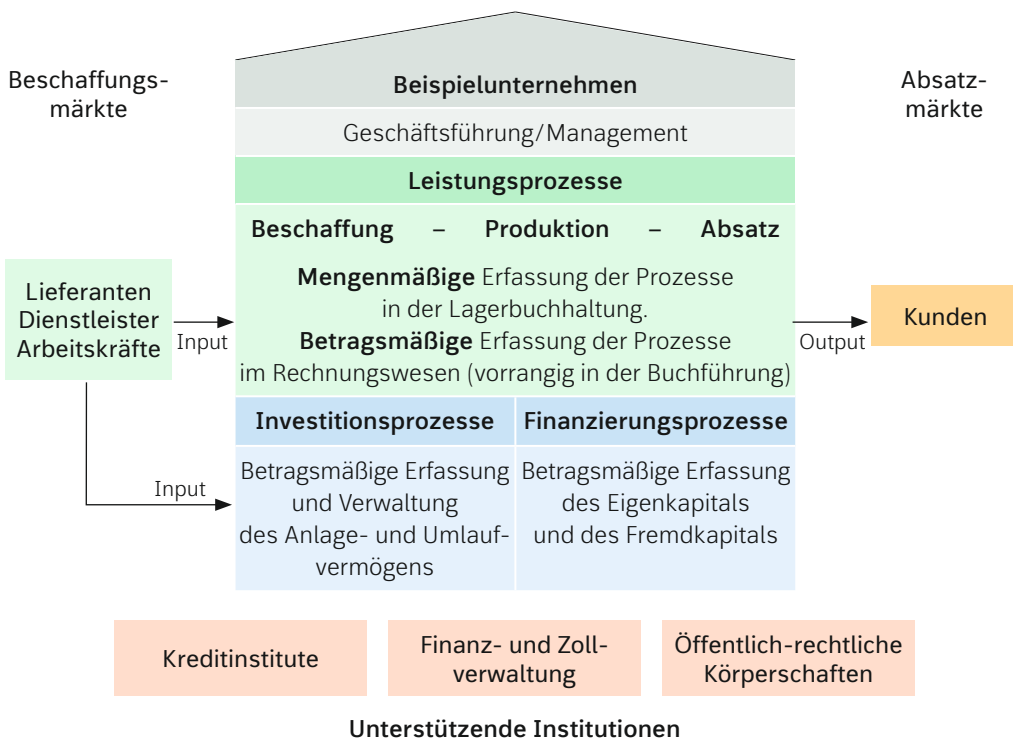 Beschaffungs-
märkte
Beispielunternehmen
Absatz-
märkte
Geschäftsführung/Management
Leistungsprozesse
Beschaffung – Produktion – Absatz
Mengenmäßige Erfassung der Prozesse
in der Lagerbuchhaltung.
Betragsmäßige Erfassung der Prozesse
im Rechnungswesen (vorrangig in der Buchführung)
Lieferanten
Dienstleister
Arbeitskräfte
Input
Output
Kunden
Input
Investitionsprozesse
Betragsmäßige Erfassung
und Verwaltung
des Anlage- und Umlauf-
vermögens
Finanzierungsprozesse
Betragsmäßige Erfassung
des Eigenkapitals
und des Fremdkapitals
Kreditinstitute
Finanz- und Zoll-
verwaltung
Öffentlich-rechtliche
Körperschaften
Unterstützende Institutionen